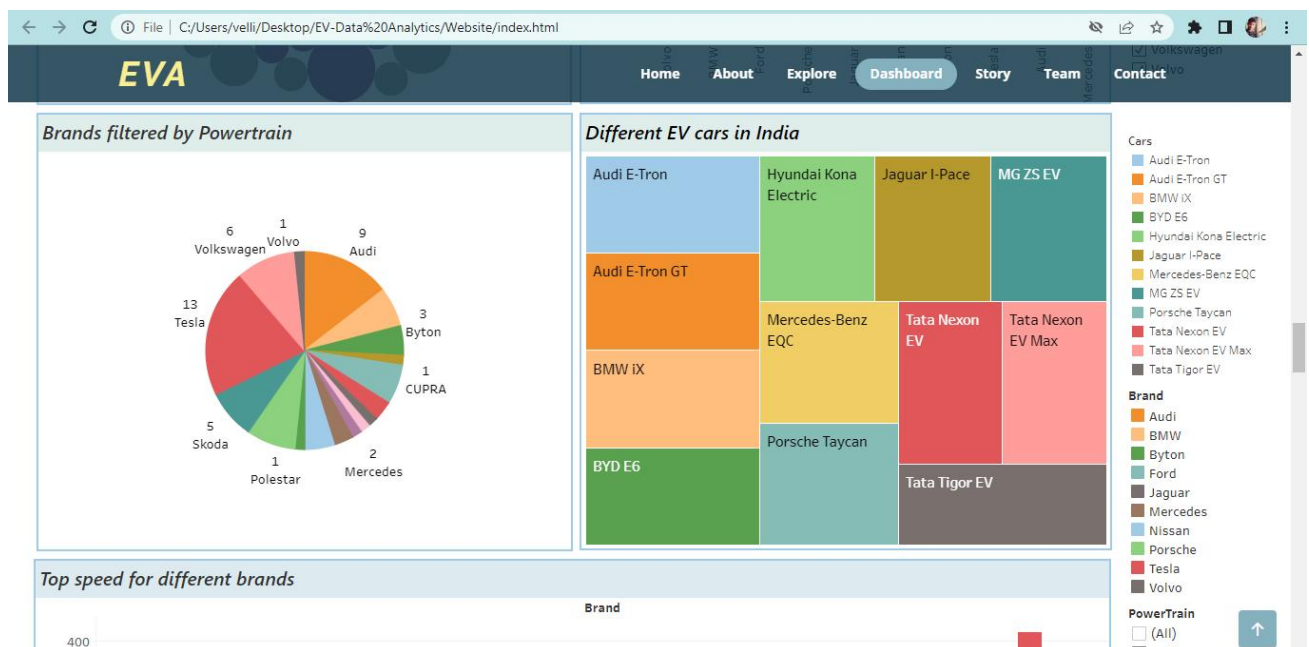 File | C:/Users/velli/Desktop/EV-Data%20Analytics/Website/index.html
EVA
Home About Explore Dashboard Story Team Contact
Volkswagen
Brands filtered by Powertrain
6
Volkswagen
1
Volvo
9
Audi
3
Byton
1
CUPRA
2
Mercedes
1
Polestar
5
Skoda
13
Tesla
Different EV cars in India
Audi E-Tron
Audi E-Tron GT
BMW iX
BYD E6
Hyundai Kona
Electric
Jaguar I-Pace
MG ZS EV
Mercedes-Benz
EQC
Tata Nexon
EV
Tata Nexon
EV Max
Porsche Taycan
Tata Tigor EV
Cars
Audi E-Tron
Audi E-Tron GT
BMW iX
BYD E6
Hyundai Kona Electric
Jaguar I-Pace
Mercedes-Benz EQC
MG ZS EV
Porsche Taycan
Tata Nexon EV
Tata Nexon EV Max
Tata Tigor EV
Brand
Audi
BMW
Byton
Ford
Jaguar
Mercedes
Nissan
Porsche
Tesla
Volvo
PowerTrain
(All)
Top speed for different brands
Brand
400